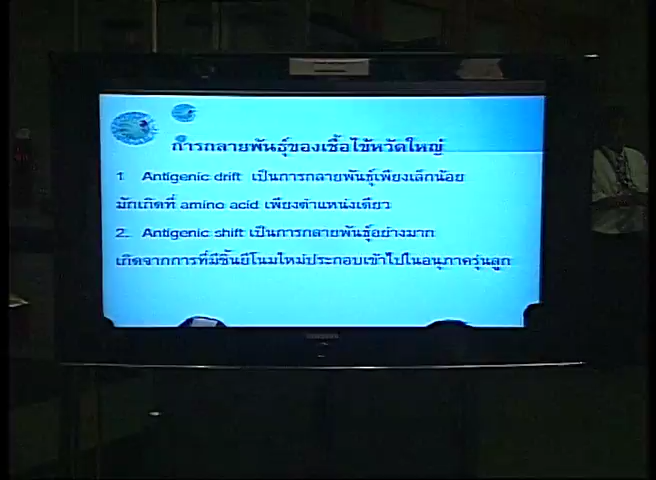 การกลายพันธุ์ของเชื้อไข้หวัดใหญ่
1 Antigenic drift เป็นการกลายพันธุ์เพียงเล็กน้อย
มักเกิดที่ amino acid เพียงตำแหน่งเดียว
2. Antigenic shift เป็นการกลายพันธุ์อย่างมาก
เกิดจากการที่มีชิ้นยีโนมใหม่ประกอบเข้าไปในอนุภาครุ่นลูก
SAMSUNG